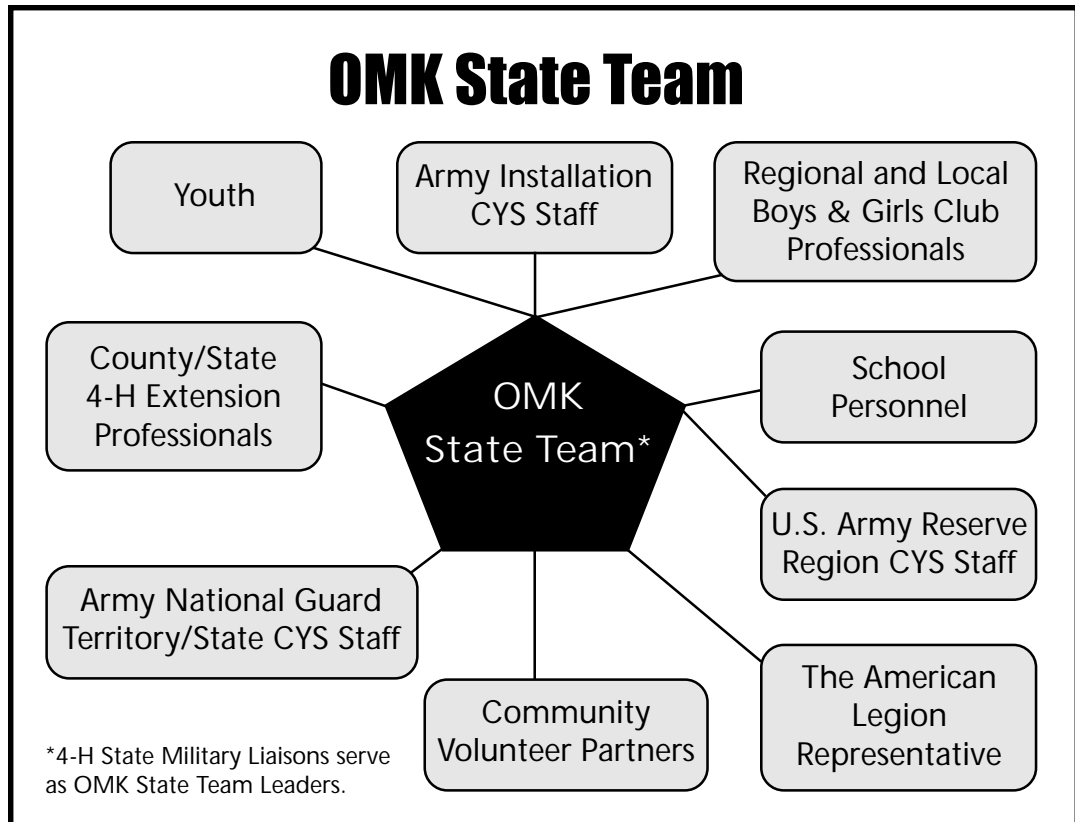 OMK State Team
Youth
Army Installation
CYS Staff
Regional and Local
Boys & Girls Club
Professionals
County/State
4-H Extension
Professionals
OMK
State Team*
School
Personnel
U.S. Army Reserve
Region CYS Staff
Army National Guard
Territory/State CYS Staff
Community
Volunteer Partners
The American
Legion
Representative
*4-H State Military Liaisons serve
as OMK State Team Leaders.